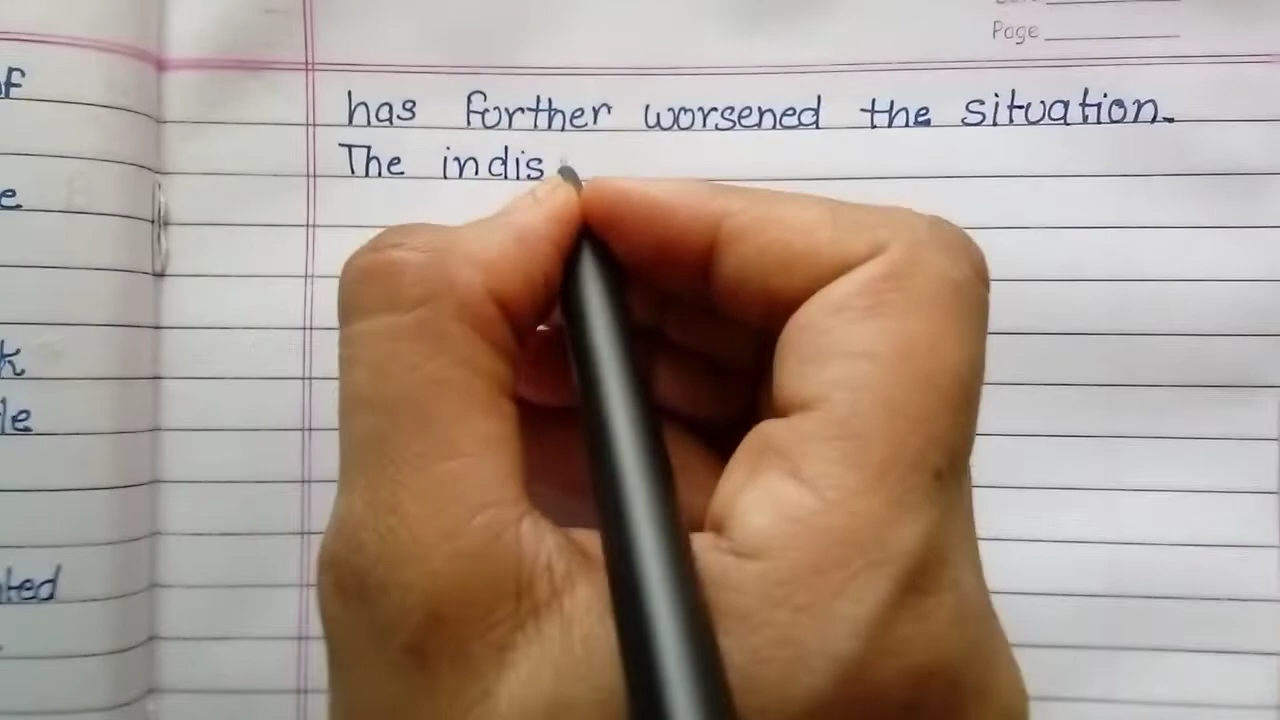 Page
has further worsened the situation.
The indis